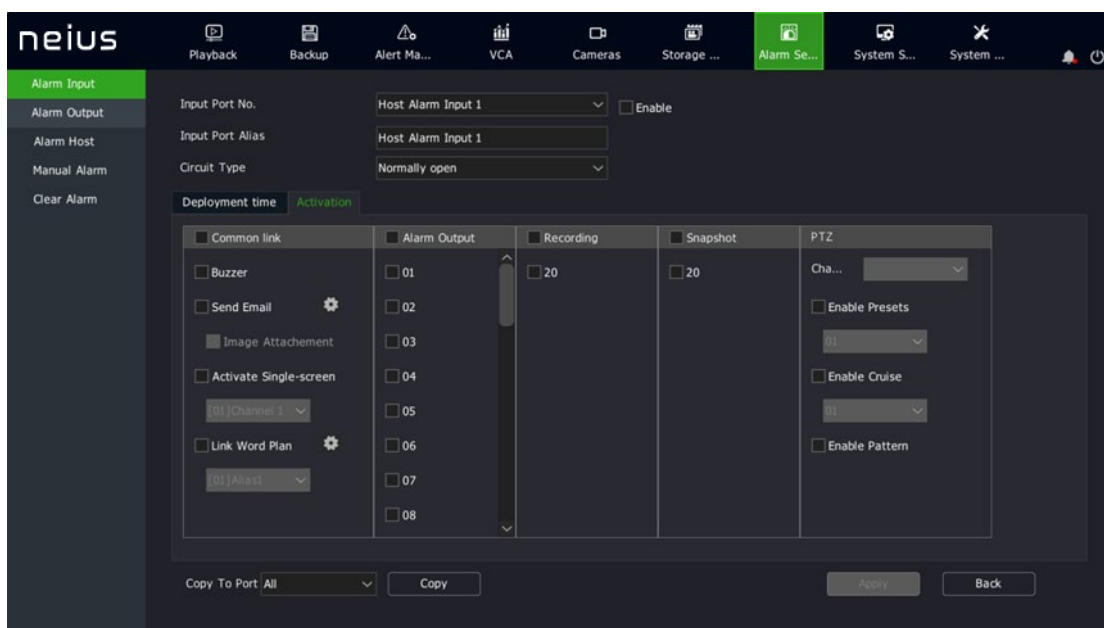 neius
Playback Backup Alert Ma... VCA Cameras Storage ... Alarm Se... System S... System ...
Alarm Input
Alarm Output
Alarm Host
Manual Alarm
Clear Alarm
Input Port No. Host Alarm Input 1 Enable
Input Port Alias Host Alarm Input 1
Circuit Type Normally open
Deployment time Activation
Common link Alarm Output Recording Snapshot PTZ
Buzzer 01 20 20 Cha...
Send Email 02 Enable Presets
Image Attachement 03 01
Activate Single-screen 04 Enable Cruise
[01]Channel 1 05 01
Link Word Plan 06 Enable Pattern
[01]Alias1 07
08
Copy To Port All Copy Apply Back